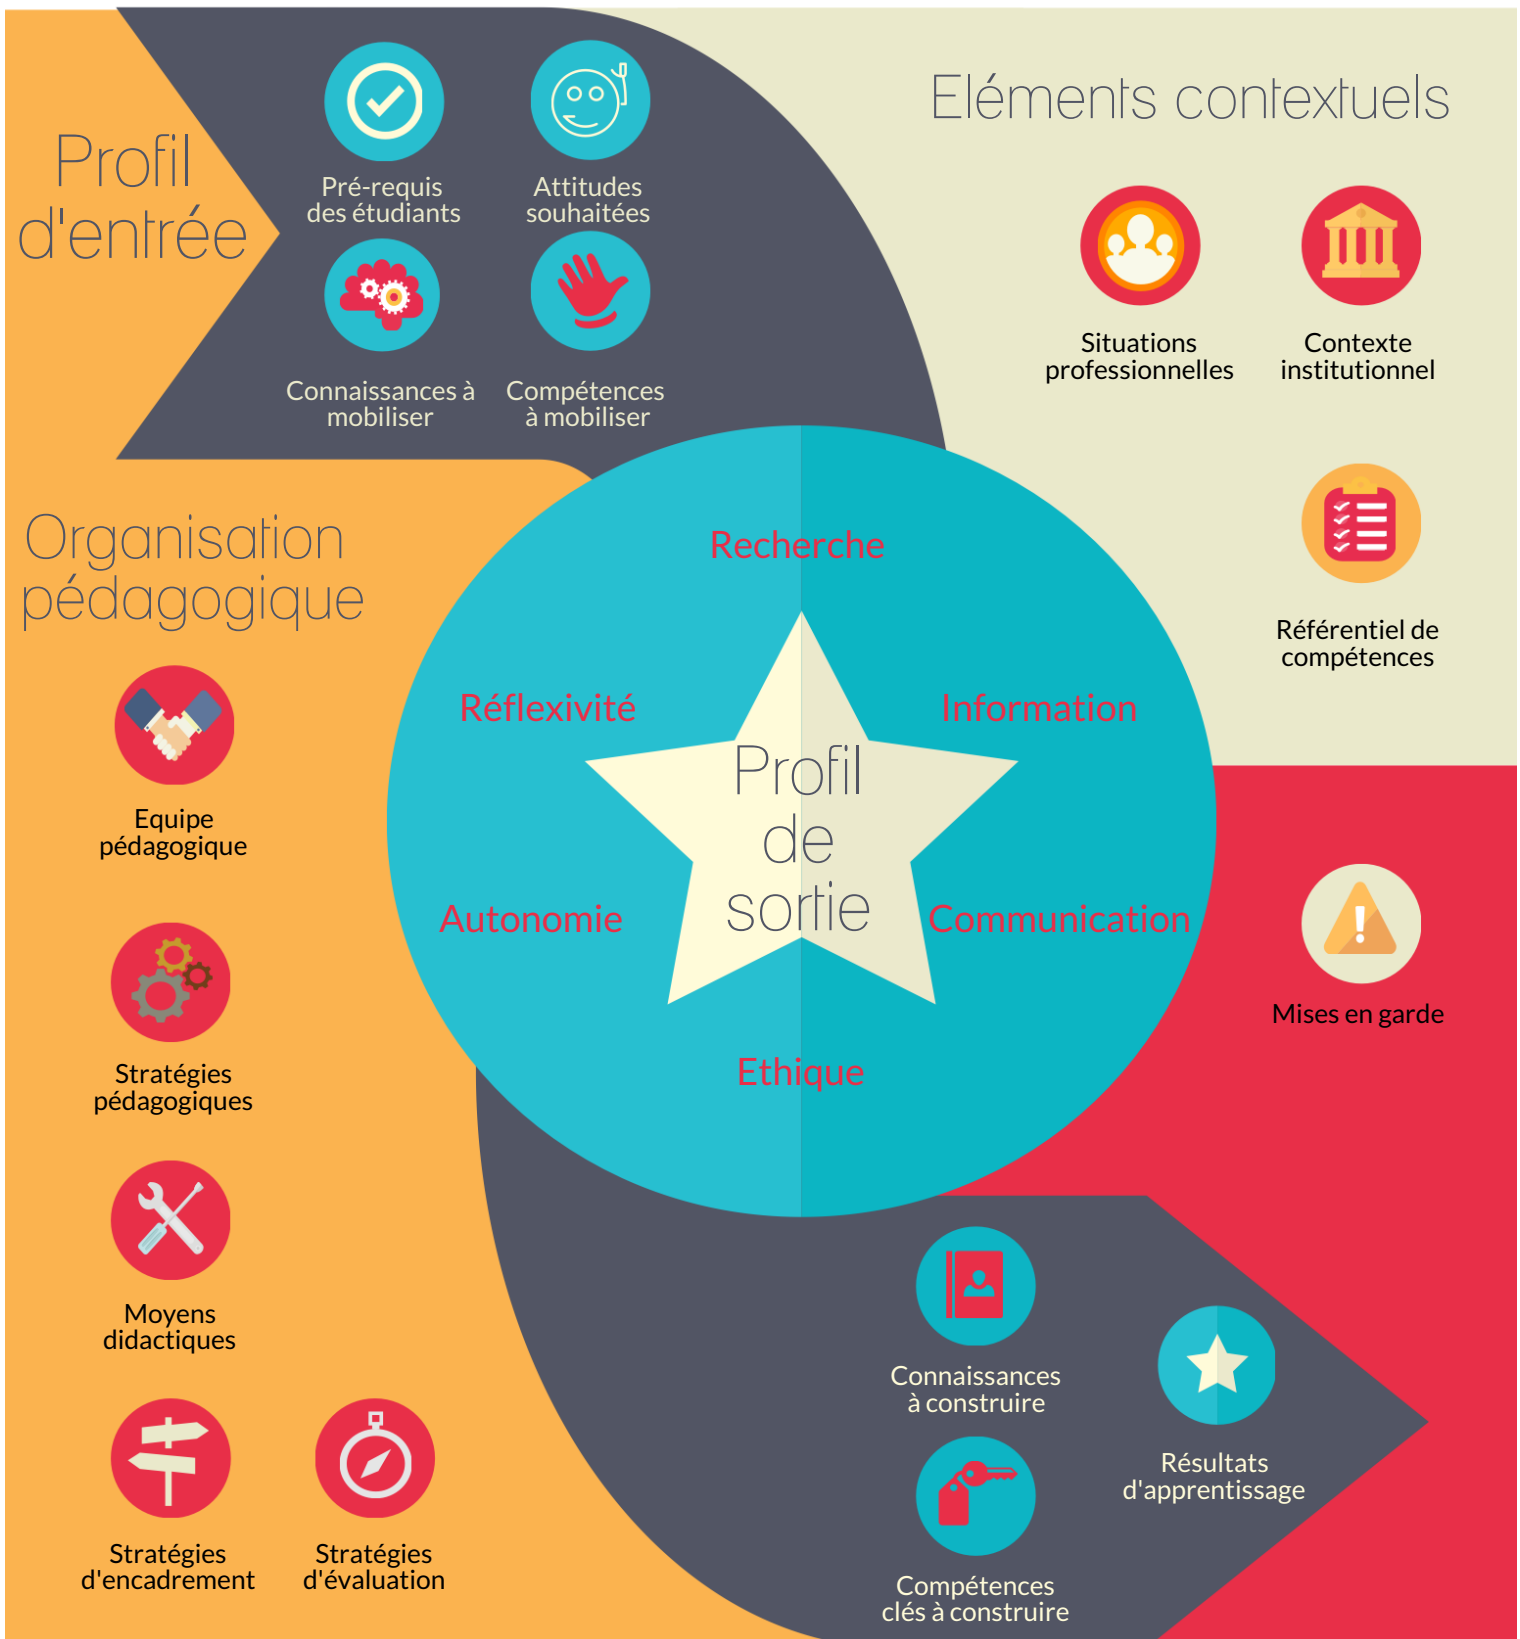 Profil
d'entrée
Pré-requis
des étudiants
Attitudes
souhaitées
Connaissances à
mobiliser
Compétences
à mobiliser
Eléments contextuels
Situations
professionnelles
Contexte
institutionnel
Référentiel de
compétences
Organisation
pédagogique
Equipe
pédagogique
Stratégies
pédagogiques
Moyens
didactiques
Stratégies
d'encadrement
Stratégies
d'évaluation
Recherche
Réflexivité
Information
Profil
de
sortie
Autonomie
Communication
Ethique
Mises en garde
Connaissances
à construire
Compétences
clés à construire
Résultats
d'apprentissage